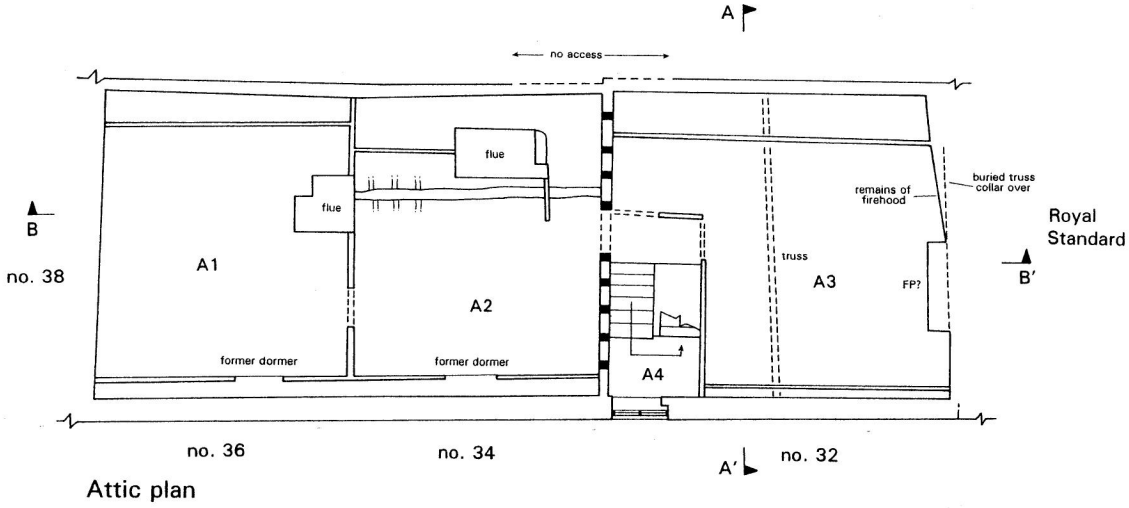 A
no access
flue
buried truss
collar over
remains of
firehood
flue
B
Royal
Standard
A1
truss
A3
B'
no. 38
FP?
A2
former dormer
former dormer
A4
no. 36
no. 34
A'
no. 32
Attic plan